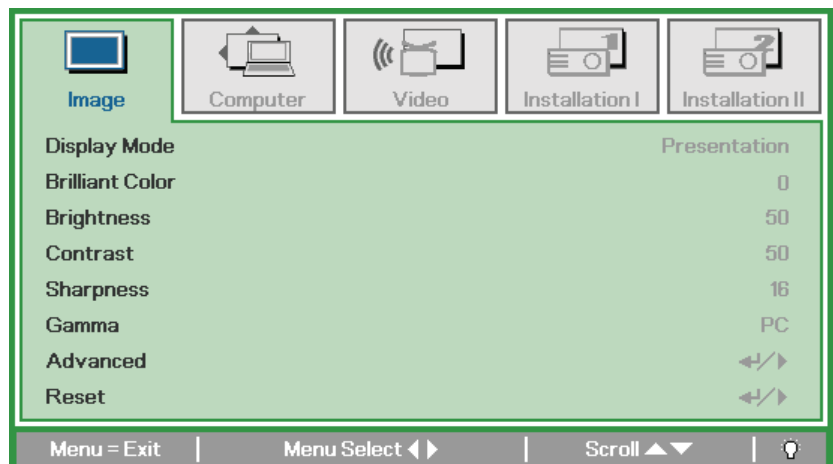 Image Computer Video Installation I Installation II
Display Mode Presentation
Brilliant Color 0
Brightness 50
Contrast 50
Sharpness 16
Gamma PC
Advanced
Reset
Menu = Exit Menu Select Scroll